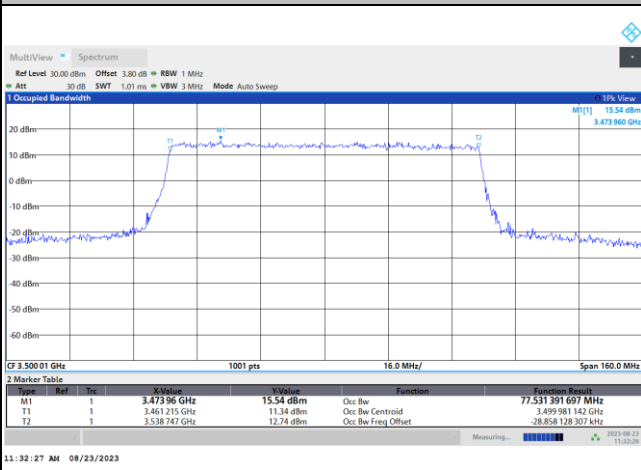 MultiView Spectrum
Ref Level 30.00 dBm Offset 3.80 dB RBW 1 MHz
Att 30 dB SWT 1.01 ms VBW 3 MHz Mode Auto Sweep
1 Occupied Bandwidth 1Pk View
M1[1] 15.54 dBm
3.473 960 GHz
20 dBm
M1
T1
T2
10 dBm
0 dBm
-10 dBm
-20 dBm
-30 dBm
-40 dBm
-50 dBm
-60 dBm
CF 3.500 01 GHz 1001 pts 16.0 MHz/ Span 160.0 MHz
2 Marker Table
Type Ref Trc X-Value Y-Value Function Function Result
M1 1 3.473 96 GHz 15.54 dBm Occ Bw 77.531 391 697 MHz
T1 1 3.461 215 GHz 11.34 dBm Occ Bw Centroid 3.499 981 142 GHz
T2 1 3.538 747 GHz 12.74 dBm Occ Bw Freq Offset -28.858 128 307 kHz
Measuring... 2023-08-23
11:32:26
11:32:27 AM 08/23/2023